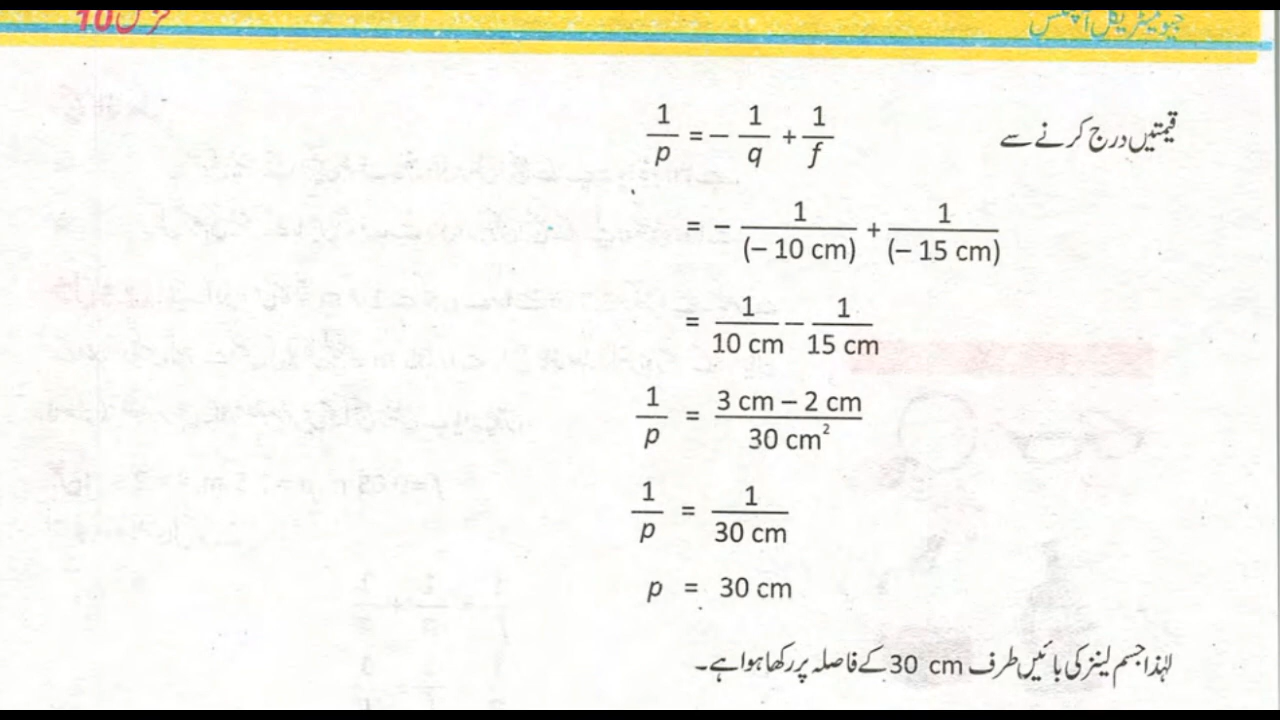 جیومیٹریکل آپٹکس
فزکس 10
قیمتیں درج کرنے سے 1/p = – 1/q + 1/f
= – 1/(– 10 cm) + 1/(– 15 cm)
= 1/10 cm – 1/15 cm
1/p = 3 cm – 2 cm/30 cm²
1/p = 1/30 cm
p = 30 cm
لہٰذا جسم لینز کی بائیں طرف 30 cm کے فاصلہ پر رکھا ہوا ہے۔